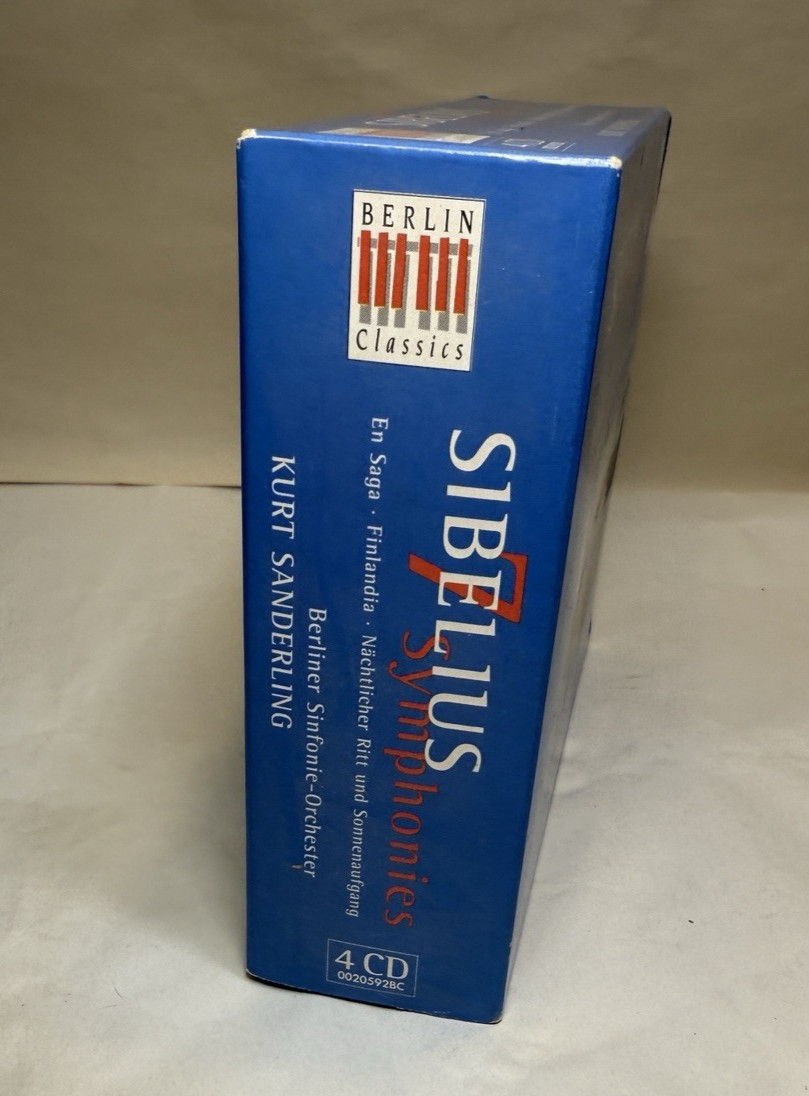 BERLIN
Classics
SIBELIUS
7 symphonies
En Saga · Finlandia · Nächtlicher Ritt und Sonnenaufgang
Berliner Sinfonie-Orchester
KURT SANDERLING
4 CD
0020592BC